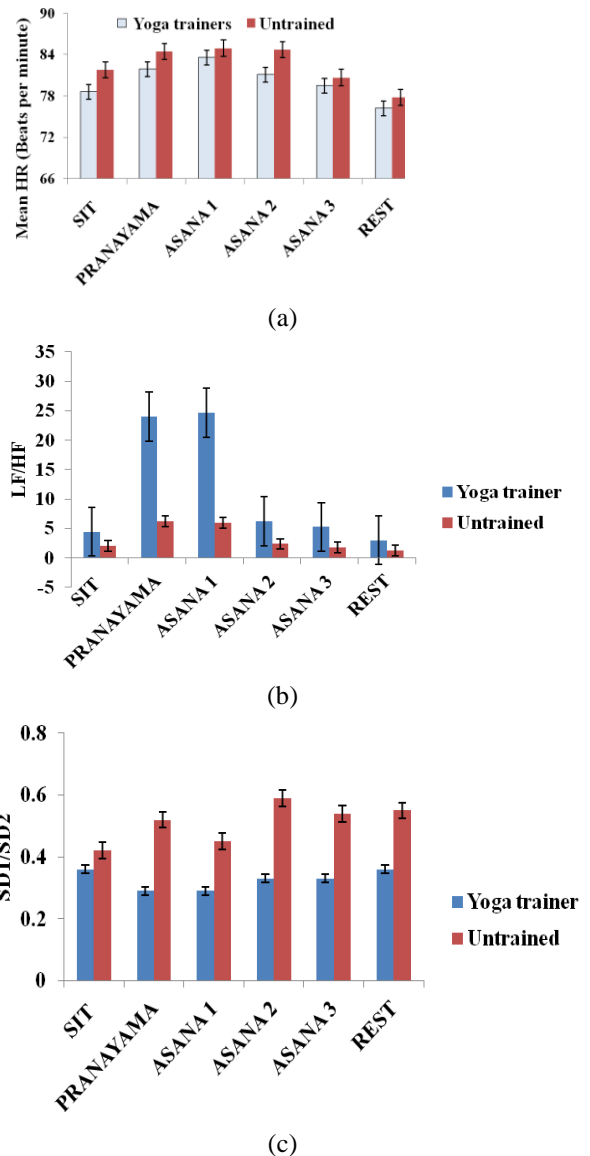 90
Yoga trainers Untrained
84
78
72
66
Mean HR (Beats per minute)
SIT
PRANAYAMA
ASANA 1
ASANA 2
ASANA 3
REST
(a)
35
30
25
20
15
10
5
0
-5
LF/HF
Yoga trainer
Untrained
SIT
PRANAYAMA
ASANA 1
ASANA 2
ASANA 3
REST
(b)
0.8
0.6
0.4
0.2
0
SD1/SD2
Yoga trainer
Untrained
SIT
PRANAYAMA
ASANA 1
ASANA 2
ASANA 3
REST
(c)